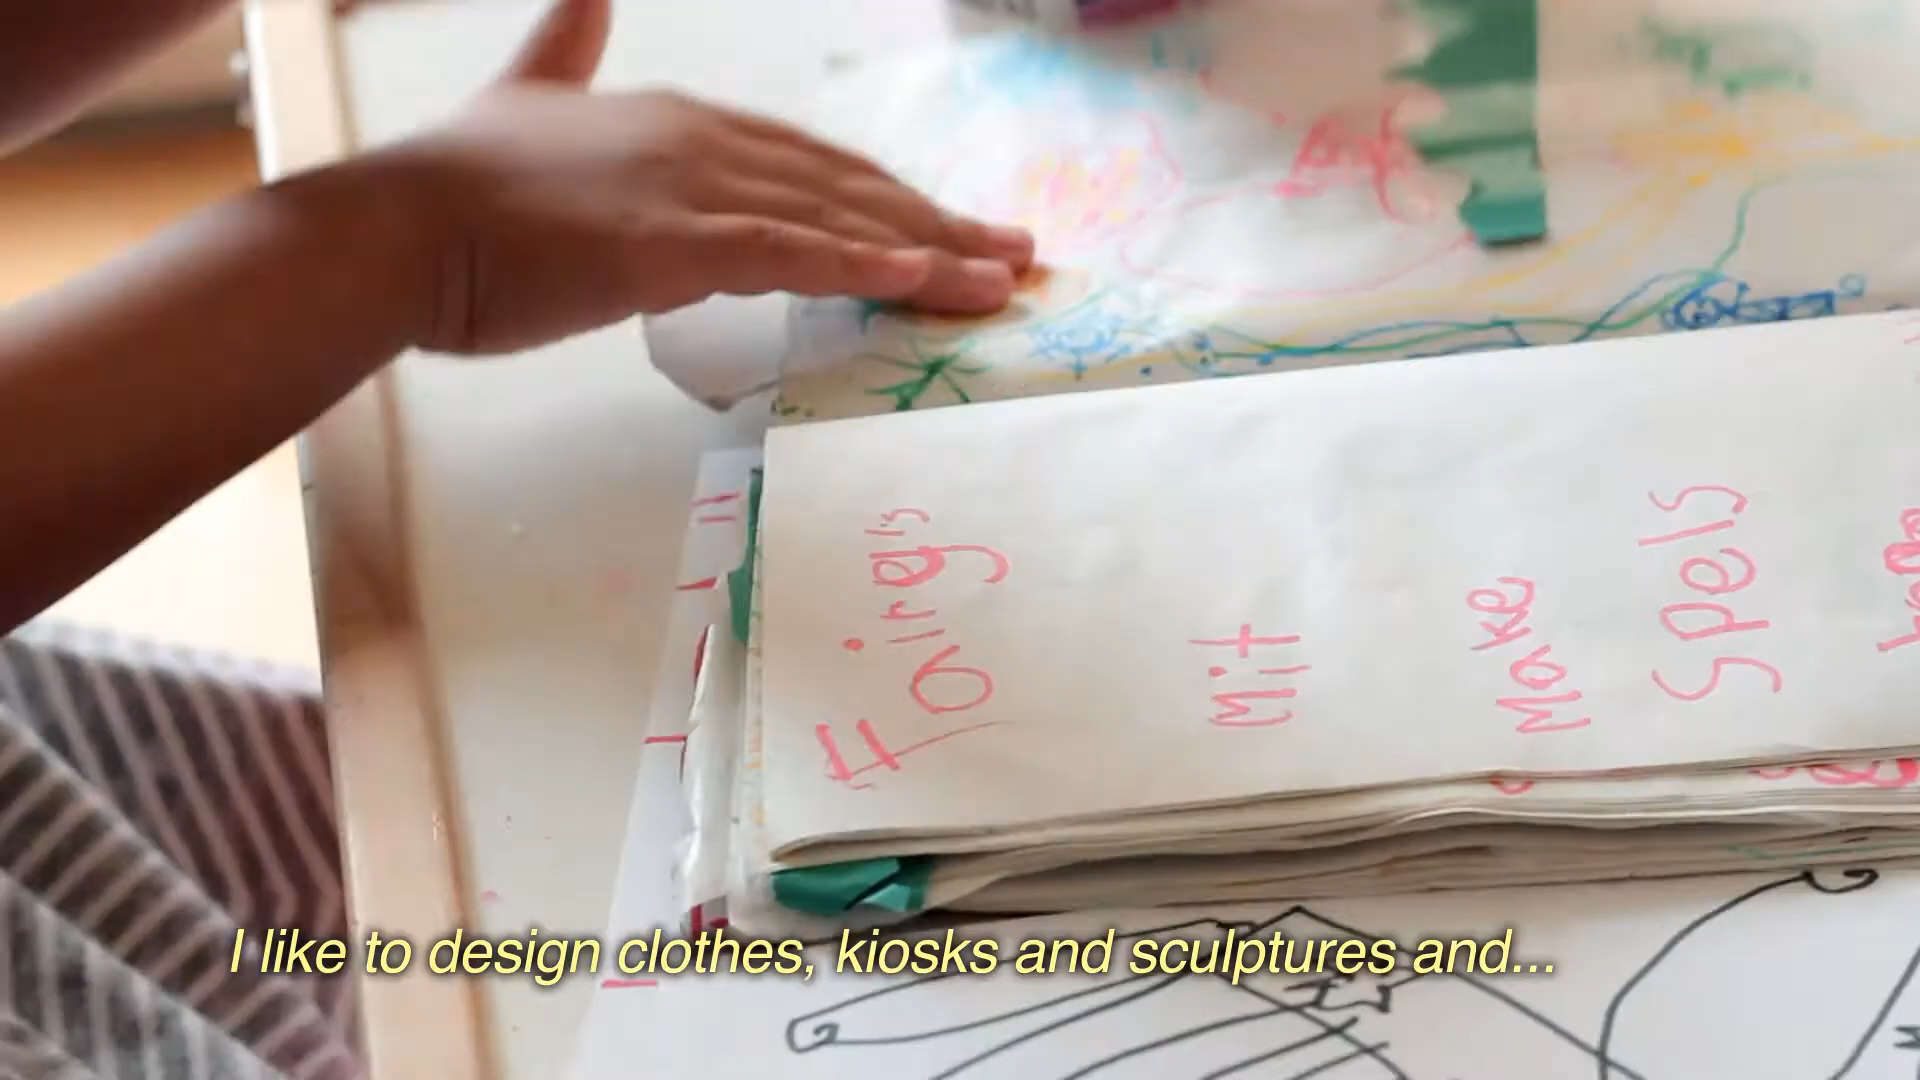 Fairy's
Mit
Make
Spels
I like to design clothes, kiosks and sculptures and...